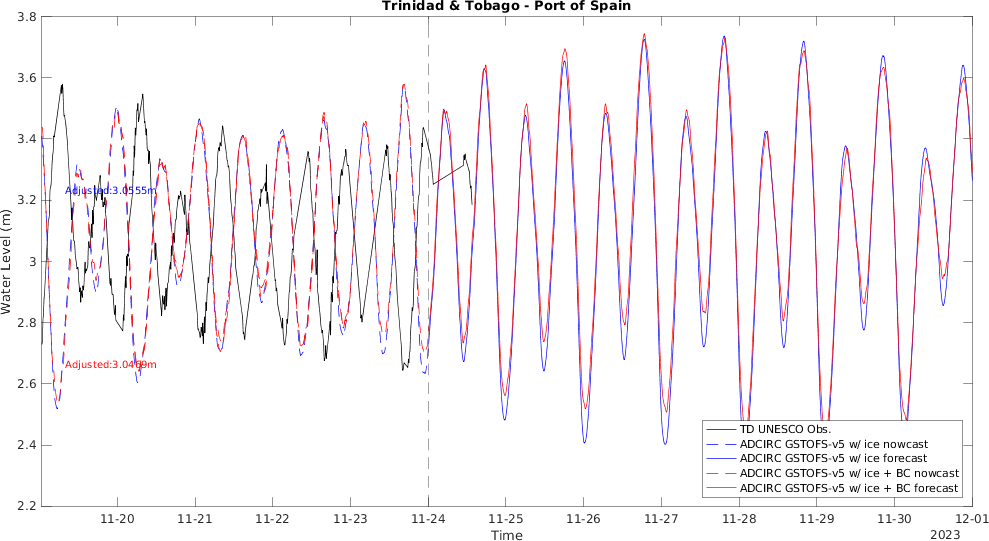 Trinidad & Tobago - Port of Spain
Water Level (m)
3.8
3.6
3.4
3.2
3
2.8
2.6
2.4
2.2
Adjusted:3.0555m
Adjusted:3.0469m
TD UNESCO Obs.
ADCIRC GSTOFS-v5 w/ ice nowcast
ADCIRC GSTOFS-v5 w/ ice forecast
ADCIRC GSTOFS-v5 w/ ice + BC nowcast
ADCIRC GSTOFS-v5 w/ ice + BC forecast
11-20 11-21 11-22 11-23 11-24 11-25 11-26 11-27 11-28 11-29 11-30 12-01
Time
2023